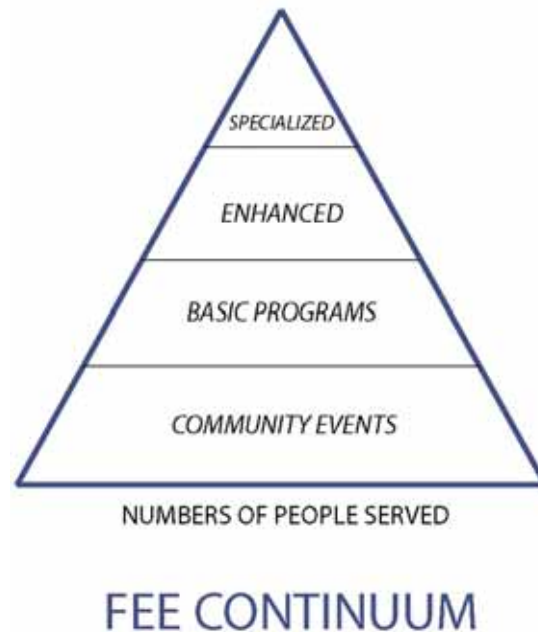 SPECIALIZED
ENHANCED
BASIC PROGRAMS
COMMUNITY EVENTS
NUMBERS OF PEOPLE SERVED
FEE CONTINUUM